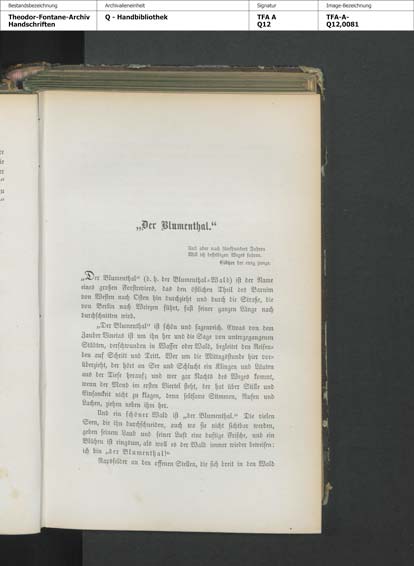 Bestandsbezeichnung
Archivalieneinheit
Signatur
Image-Bezeichnung
Theodor-Fontane-Archiv
Handschriften
Q - Handbibliothek
TFA A
Q12
TFA-A-
Q12,0081
„Der Blumenthal.“
Und aber nach fünfhundert Jahren
Will ich desselbigen Weges fahren.
Chidher der ewig junge.
„Der Blumenthal“ (d. h. der Blumenthal-Wald) ist der Name
eines großen Forstreviers, das den östlichen Theil des Barnim
von Westen nach Osten hin durchzieht und durch die Straße, die
von Berlin nach Wriezen führt, fast seiner ganzen Länge nach
durchschnitten wird.
„Der Blumenthal“ ist schön und sagenreich. Etwas von dem
Zauber Vinetas ist um ihn her und die Sage von untergegangenen
Städten, verschwunden in Wasser oder Wald, begleitet den Reisen-
den auf Schritt und Tritt. Wer um die Mittagsstunde hier vor-
überzieht, der hört an See und Schlucht ein Klingen und Läuten
aus der Tiefe herauf; und wer gar Nachts des Weges kommt,
wenn der Mond im ersten Viertel steht, der hat über Stille und
Einsamkeit nicht zu klagen, denn seltsame Stimmen, Rufen und
Lachen, ziehen neben ihm her.
Und ein schöner Wald ist „der Blumenthal.“ Die vielen
Seen, die ihn durchschneiden, auch wo sie nicht sichtbar werden,
geben seinem Laub und seiner Luft eine duftige Frische, und ein
Blühen ist ringsum, als woll es der Wald immer wieder beweisen:
ich bin „der Blumenthal!“
Rapsfelder an den offenen Stellen, die sich breit in den Wald